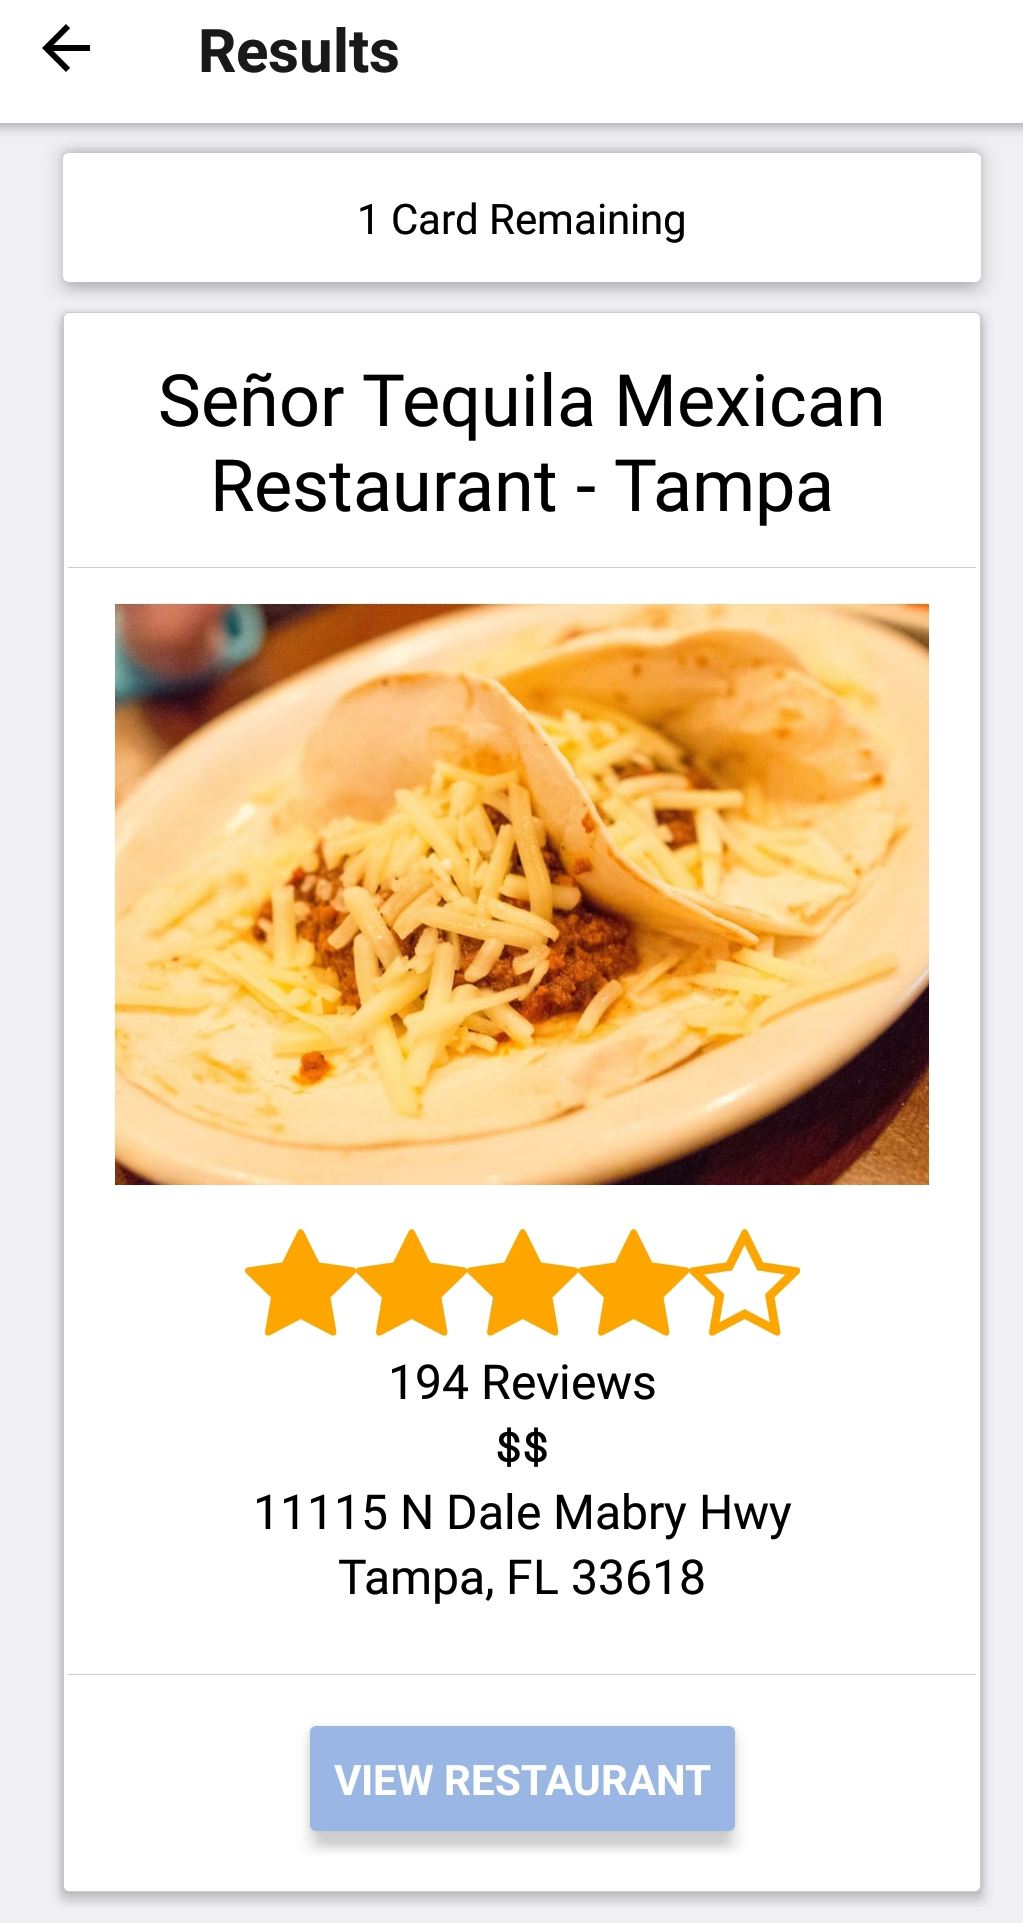 Results
1 Card Remaining
Señor Tequila Mexican
Restaurant - Tampa
194 Reviews
$$
11115 N Dale Mabry Hwy
Tampa, FL 33618
VIEW RESTAURANT